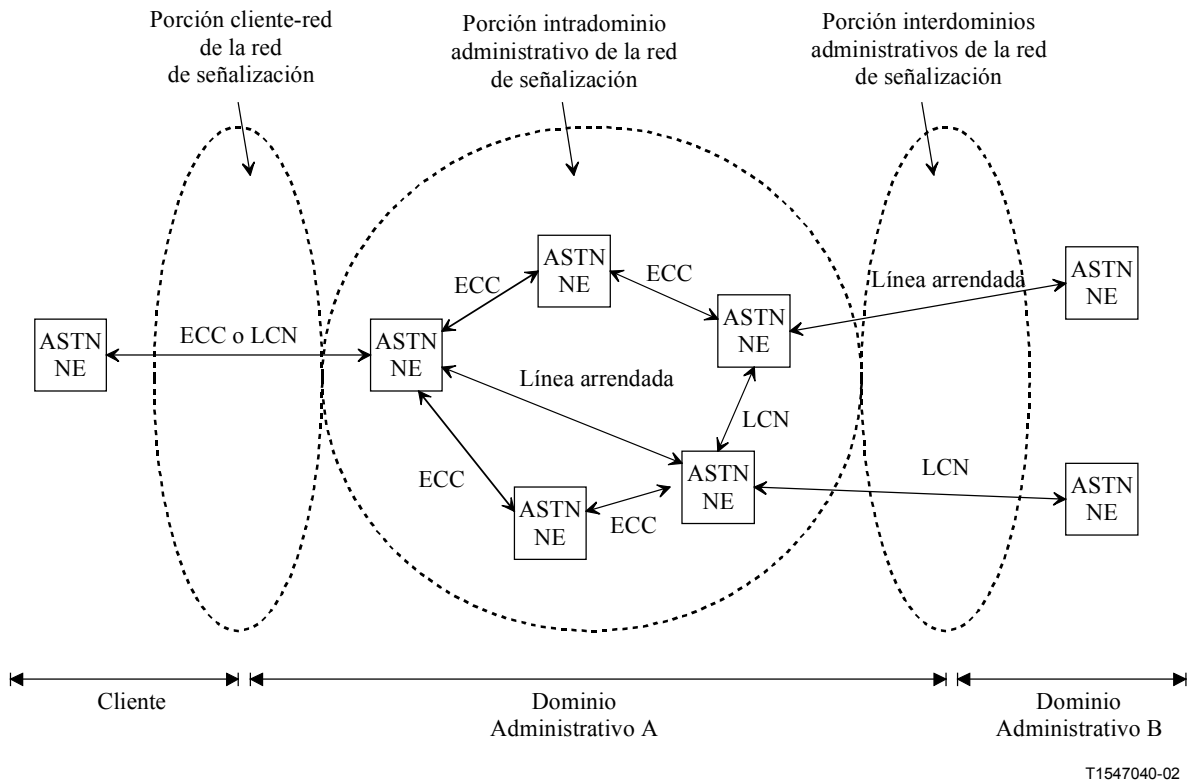 Porción cliente-red
de la red
de señalización
Porción intradominio
administrativo de la red
de señalización
Porción interdominios
administrativos de la red
de señalización
ASTN
NE
ECC
ECC
Línea arrendada
ASTN
NE
ASTN
NE
ECC o LCN
ASTN
NE
ASTN
NE
Línea arrendada
LCN
ECC
ASTN
NE
LCN
ASTN
NE
ASTN
NE
ECC
Cliente
Dominio
Administrativo A
Dominio
Administrativo B
T1547040-02